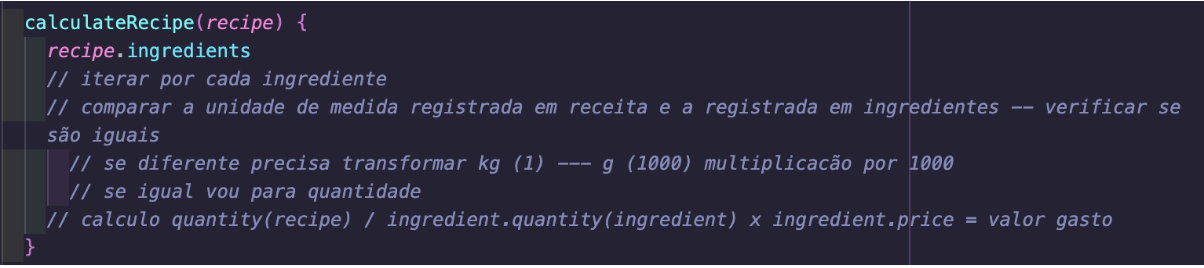 calculateRecipe(recipe) {
recipe.ingredients
// iterar por cada ingrediente
// comparar a unidade de medida registrada em receita e a registrada em ingredientes -- verificar se
são iguais
// se diferente precisa transformar kg (1) --- g (1000) multiplicacão por 1000
// se igual vou para quantidade
// calculo quantity(recipe) / ingredient.quantity(ingredient) x ingredient.price = valor gasto
}